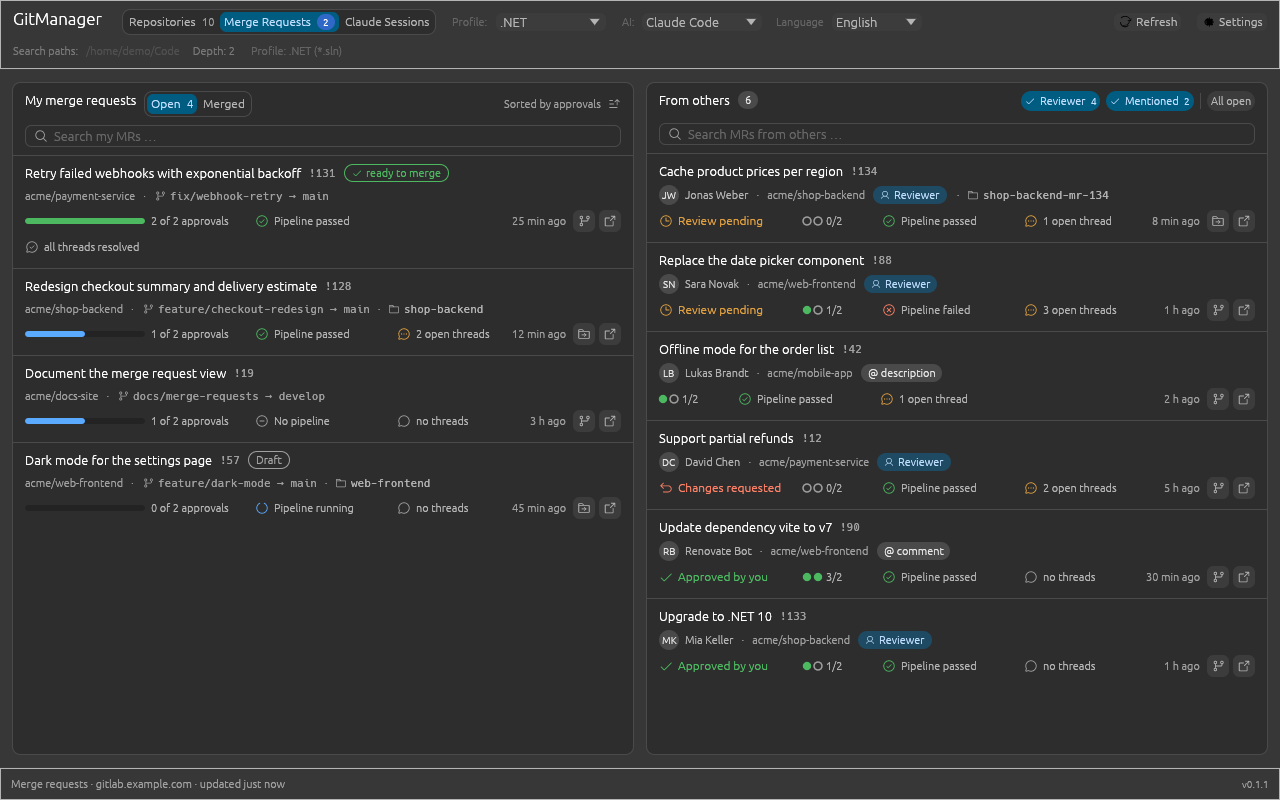 GitManager Repositories 10 Merge Requests 2 Claude Sessions Profile: .NET AI: Claude Code Language English Refresh Settings
Search paths: /home/demo/Code Depth: 2 Profile: .NET (*.sln)
My merge requests Open 4 Merged Sorted by approvals
Search my MRs ...
Retry failed webhooks with exponential backoff !131 ready to merge
acme/payment-service · fix/webhook-retry → main
2 of 2 approvals Pipeline passed 25 min ago
all threads resolved
Redesign checkout summary and delivery estimate !128
acme/shop-backend · feature/checkout-redesign → main · shop-backend
1 of 2 approvals Pipeline passed 2 open threads 12 min ago
Document the merge request view !19
acme/docs-site · docs/merge-requests → develop
1 of 2 approvals No pipeline no threads 3 h ago
Dark mode for the settings page !57 Draft
acme/web-frontend · feature/dark-mode → main · web-frontend
0 of 2 approvals Pipeline running no threads 45 min ago
From others 6 Reviewer 4 Mentioned 2 All open
Search MRs from others ...
Cache product prices per region !134
JW Jonas Weber · acme/shop-backend Reviewer · shop-backend-mr-134
Review pending 0/2 Pipeline passed 1 open thread 8 min ago
Replace the date picker component !88
SN Sara Novak · acme/web-frontend Reviewer
Review pending 1/2 Pipeline failed 3 open threads 1 h ago
Offline mode for the order list !42
LB Lukas Brandt · acme/mobile-app @ description
1/2 Pipeline passed 1 open thread 2 h ago
Support partial refunds !12
DC David Chen · acme/payment-service Reviewer
Changes requested 0/2 Pipeline passed 2 open threads 5 h ago
Update dependency vite to v7 !90
RB Renovate Bot · acme/web-frontend @ comment
Approved by you 3/2 Pipeline passed no threads 30 min ago
Upgrade to .NET 10 !133
MK Mia Keller · acme/shop-backend Reviewer
Approved by you 1/2 Pipeline passed no threads 1 h ago
Merge requests · gitlab.example.com · updated just now v0.1.1